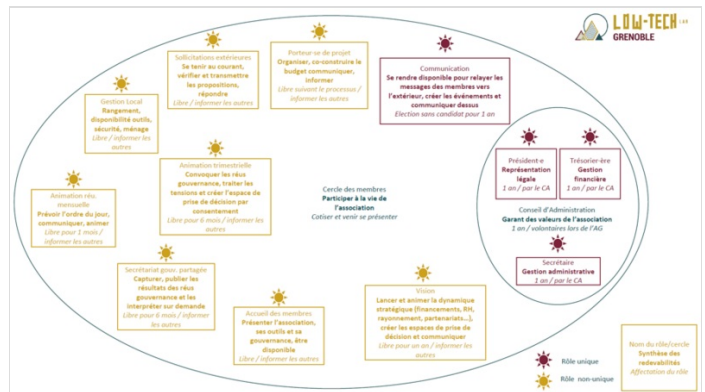 LOW-TECH LAB
GRENOBLE
Sollicitations extérieures
Se tenir au courant,
vérifier et transmettre
les propositions,
répondre
Libre / informer les autres
Porteur-se de projet
Organiser, co-construire le
budget communiquer,
informer
Libre suivant le processus /
informer les autres
Communication
Se rendre disponible pour relayer les
messages des membres vers
l'extérieur, créer les événements et
communiquer dessus
Election sans candidat pour 1 an
Gestion Local
Rangement,
disponibilité outils,
sécurité, ménage
Libre / informer les
autres
Animation trimestrielle
Convoquer les réus
gouvernance, traiter les
tensions et créer l'espace de
prise de décision par
consentement
Libre pour 6 mois / informer les
autres
Cercle des membres
Participer à la vie de
l'association
Cotiser et venir se présenter
Président-e
Représentation
légale
1 an / par le CA
Trésorier-ère
Gestion
financière
1 an / par le CA
Conseil d'Administration
Garant des valeurs de l'association
1 an / volontaires lors de l'AG
Secrétaire
Gestion administrative
1 an / par le CA
Animation réu.
mensuelle
Prévoir l'ordre du jour,
communiquer, animer
Libre pour 1 mois /
informer les autres
Secrétariat gouv. partagée
Capturer, publier les
résultats des réus
gouvernance et les
interpréter sur demande
Libre pour 6 mois / informer les
autres
Accueil des membres
Présenter l'association,
ses outils et sa
gouvernance, être
disponible
Libre / informer les autres
Vision
Lancer et animer la dynamique
stratégique (financements, RH,
rayonnement, partenariats...),
créer les espaces de prise de
décision et communiquer
Libre pour un an / informer les
autres
Rôle unique
Rôle non-unique
Nom du rôle/cercle
Synthèse des
redevabilités
Affectation du rôle